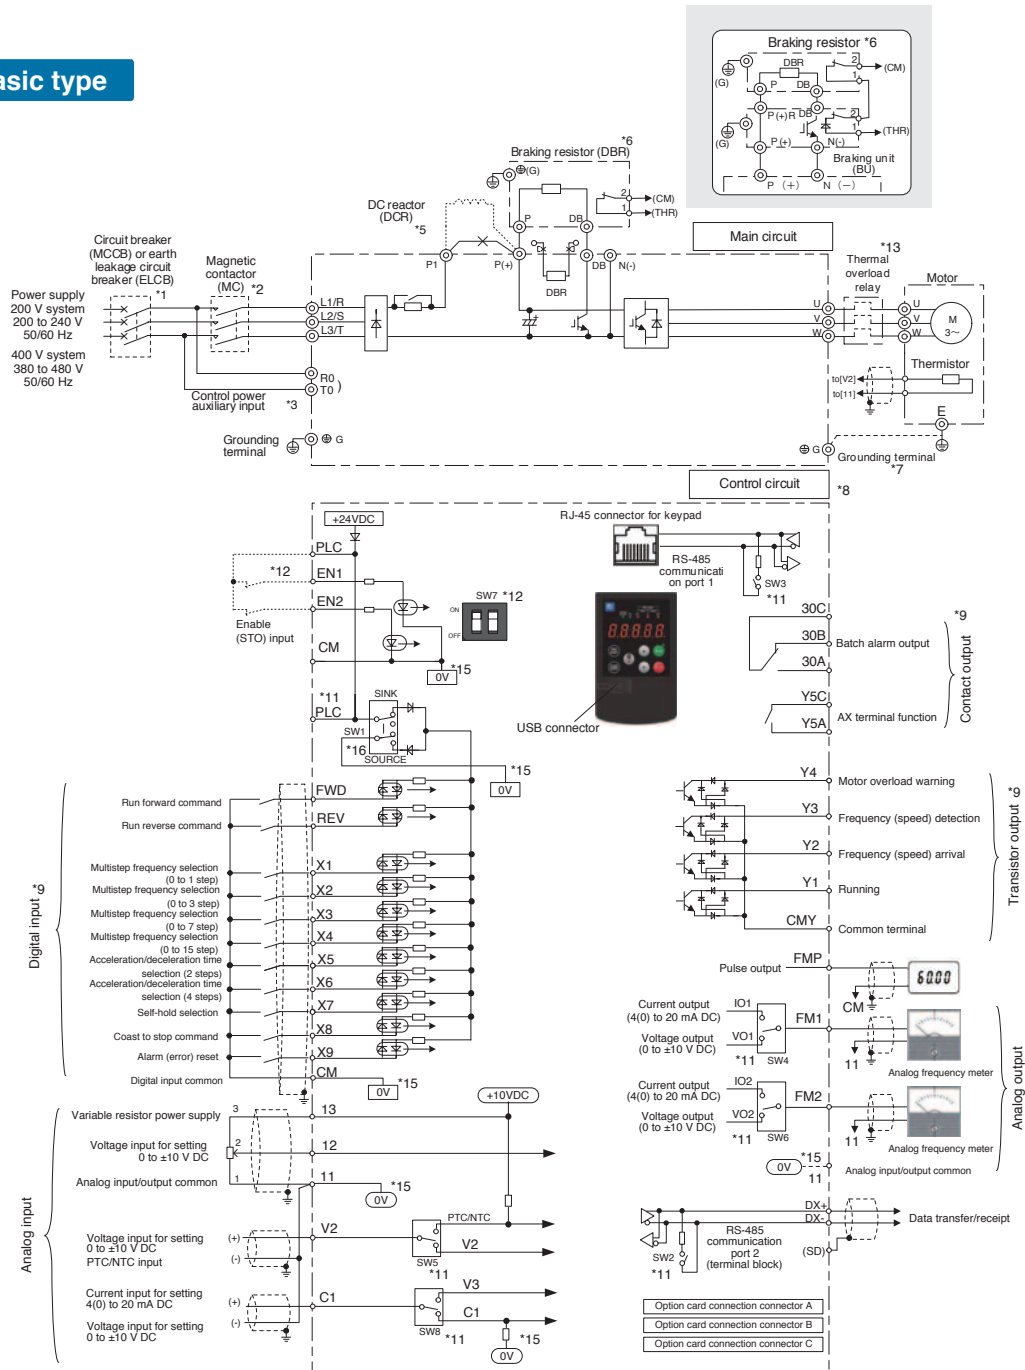 asic type
Braking resistor *6
DBR
2
(CM)
1
(G)
P
DB
P(+)R
DB
2
1
(THR)
(G)
P(+)
N(-)
Braking unit
(BU)
P (+)
N (−)
*6
Braking resistor (DBR)
(G)
2
(CM)
1
(THR)
P
DB
DC reactor
(DCR)
*5
P1
P(+)
DBR
DB
N(-)
Main circuit
Circuit breaker
(MCCB) or earth
leakage circuit
breaker (ELCB)
*1
Magnetic
contactor
(MC)
*2
Power supply
200 V system
200 to 240 V
50/60 Hz
400 V system
380 to 480 V
50/60 Hz
L1/R
L2/S
L3/T
R0
T0
)
Control power
auxiliary input
*3
Grounding
terminal
G
*13
Thermal
overload
relay
Motor
U
V
W
U
V
W
M
3~
Thermistor
to[V2]
to[11]
E
G
Grounding terminal
*7
Control circuit
*8
+24VDC
PLC
*12
EN1
EN2
Enable
(STO) input
CM
SW7
*12
ON
OFF
*15
0V
RJ-45 connector for keypad
RS-485
communicati
on port 1
SW3
*11
8.8.8.8.8.
USB connector
30C
30B
30A
Batch alarm output
Y5C
Y5A
AX terminal function
*9
Contact output
*11
PLC
SINK
SW1
*16
SOURCE
*15
0V
Digital input *9
Run forward command
FWD
Run reverse command
REV
Multistep frequency selection
(0 to 1 step)
X1
Multistep frequency selection
(0 to 3 step)
X2
Multistep frequency selection
(0 to 7 step)
X3
Multistep frequency selection
(0 to 15 step)
X4
Acceleration/deceleration time
selection (2 steps)
X5
Acceleration/deceleration time
selection (4 steps)
X6
Self-hold selection
X7
Coast to stop command
X8
Alarm (error) reset
X9
Digital input common
CM
*15
0V
Y4
Motor overload warning
Y3
Frequency (speed) detection
Y2
Frequency (speed) arrival
Y1
Running
CMY
Common terminal
Transistor output *9
Pulse output
FMP
CM
60.00
Current output
(4(0) to 20 mA DC)
IO1
Voltage output
(0 to ±10 V DC)
VO1
*11
SW4
FM1
11
Analog frequency meter
Current output
(4(0) to 20 mA DC)
IO2
Voltage output
(0 to ±10 V DC)
VO2
*11
SW6
FM2
11
Analog frequency meter
*15
0V
11
Analog input/output common
Analog output
Analog input
Variable resistor power supply
3
13
+10VDC
Voltage input for setting
0 to ±10 V DC
2
12
Analog input/output common
1
11
*15
0V
Voltage input for setting
0 to ±10 V DC
PTC/NTC input
(+)
(-)
V2
PTC/NTC
V2
SW5
*11
Current input for setting
4(0) to 20 mA DC
Voltage input for setting
0 to ±10 V DC
(+)
(-)
C1
V3
C1
SW8
*11
*15
0V
DX+
DX-
Data transfer/receipt
RS-485
communication
port 2
(terminal block)
SW2
*11
(SD)
Option card connection connector A
Option card connection connector B
Option card connection connector C